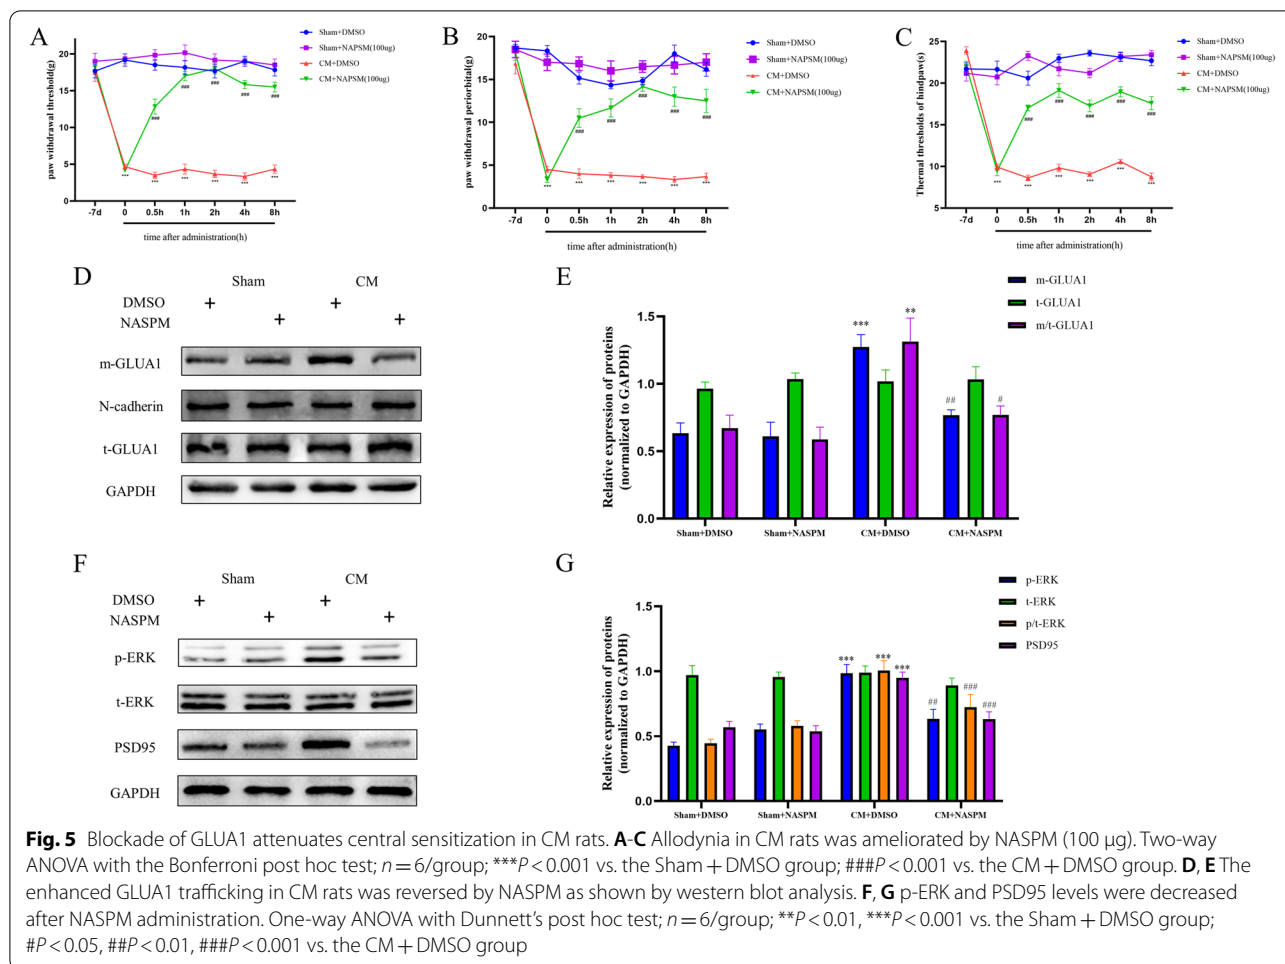 A
Sham+DMSO
Sham+NAPSM(100ug)
CM+DMSO
CM+NAPSM(100ug)
paw withdrawal threshold(g)
25
20
15
10
5
0
###
###
###
###
###
***
***
***
***
***
***
-7d 0 0.5h 1h 2h 4h 8h
time after administration(h)
B
Sham+DMSO
Sham+NAPSM(100ug)
CM+DMSO
CM+NAPSM(100ug)
paw withdrawal periorbital(g)
20
16
12
8
4
0
###
###
###
###
###
***
***
***
***
***
***
-7d 0 0.5h 1h 2h 4h 8h
time after administration(h)
C
Sham+DMSO
Sham+NAPSM(100ug)
CM+DMSO
CM+NAPSM(100ug)
Thermal thresholds of hindpaw(s)
25
20
15
10
5
###
###
###
###
###
***
***
***
***
***
***
-7d 0 0.5h 1h 2h 4h 8h
time after administration(h)
D
Sham CM
DMSO + +
NASPM + +
m-GLUA1
N-cadherin
t-GLUA1
GAPDH
E
m-GLUA1
t-GLUA1
m/t-GLUA1
Relative expression of proteins
(normalized to GAPDH)
1.5
1.0
0.5
0.0
*** **
## #
Sham+DMSO Sham+NASPM CM+DMSO CM+NASPM
F
Sham CM
DMSO + +
NASPM + +
p-ERK
t-ERK
PSD95
GAPDH
G
p-ERK
t-ERK
p/t-ERK
PSD95
Relative expression of proteins
(normalized to GAPDH)
1.5
1.0
0.5
0.0
*** *** ***
## ### ###
Sham+DMSO Sham+NASPM CM+DMSO CM+NASPM
Fig. 5 Blockade of GLUA1 attenuates central sensitization in CM rats. A-C Allodynia in CM rats was ameliorated by NASPM (100 μg). Two-way
ANOVA with the Bonferroni post hoc test; n = 6/group; ***P < 0.001 vs. the Sham + DMSO group; ###P < 0.001 vs. the CM + DMSO group. D, E The
enhanced GLUA1 trafficking in CM rats was reversed by NASPM as shown by western blot analysis. F, G p-ERK and PSD95 levels were decreased
after NASPM administration. One-way ANOVA with Dunnett's post hoc test; n = 6/group; **P < 0.01, ***P < 0.001 vs. the Sham + DMSO group;
#P < 0.05, ##P < 0.01, ###P < 0.001 vs. the CM + DMSO group